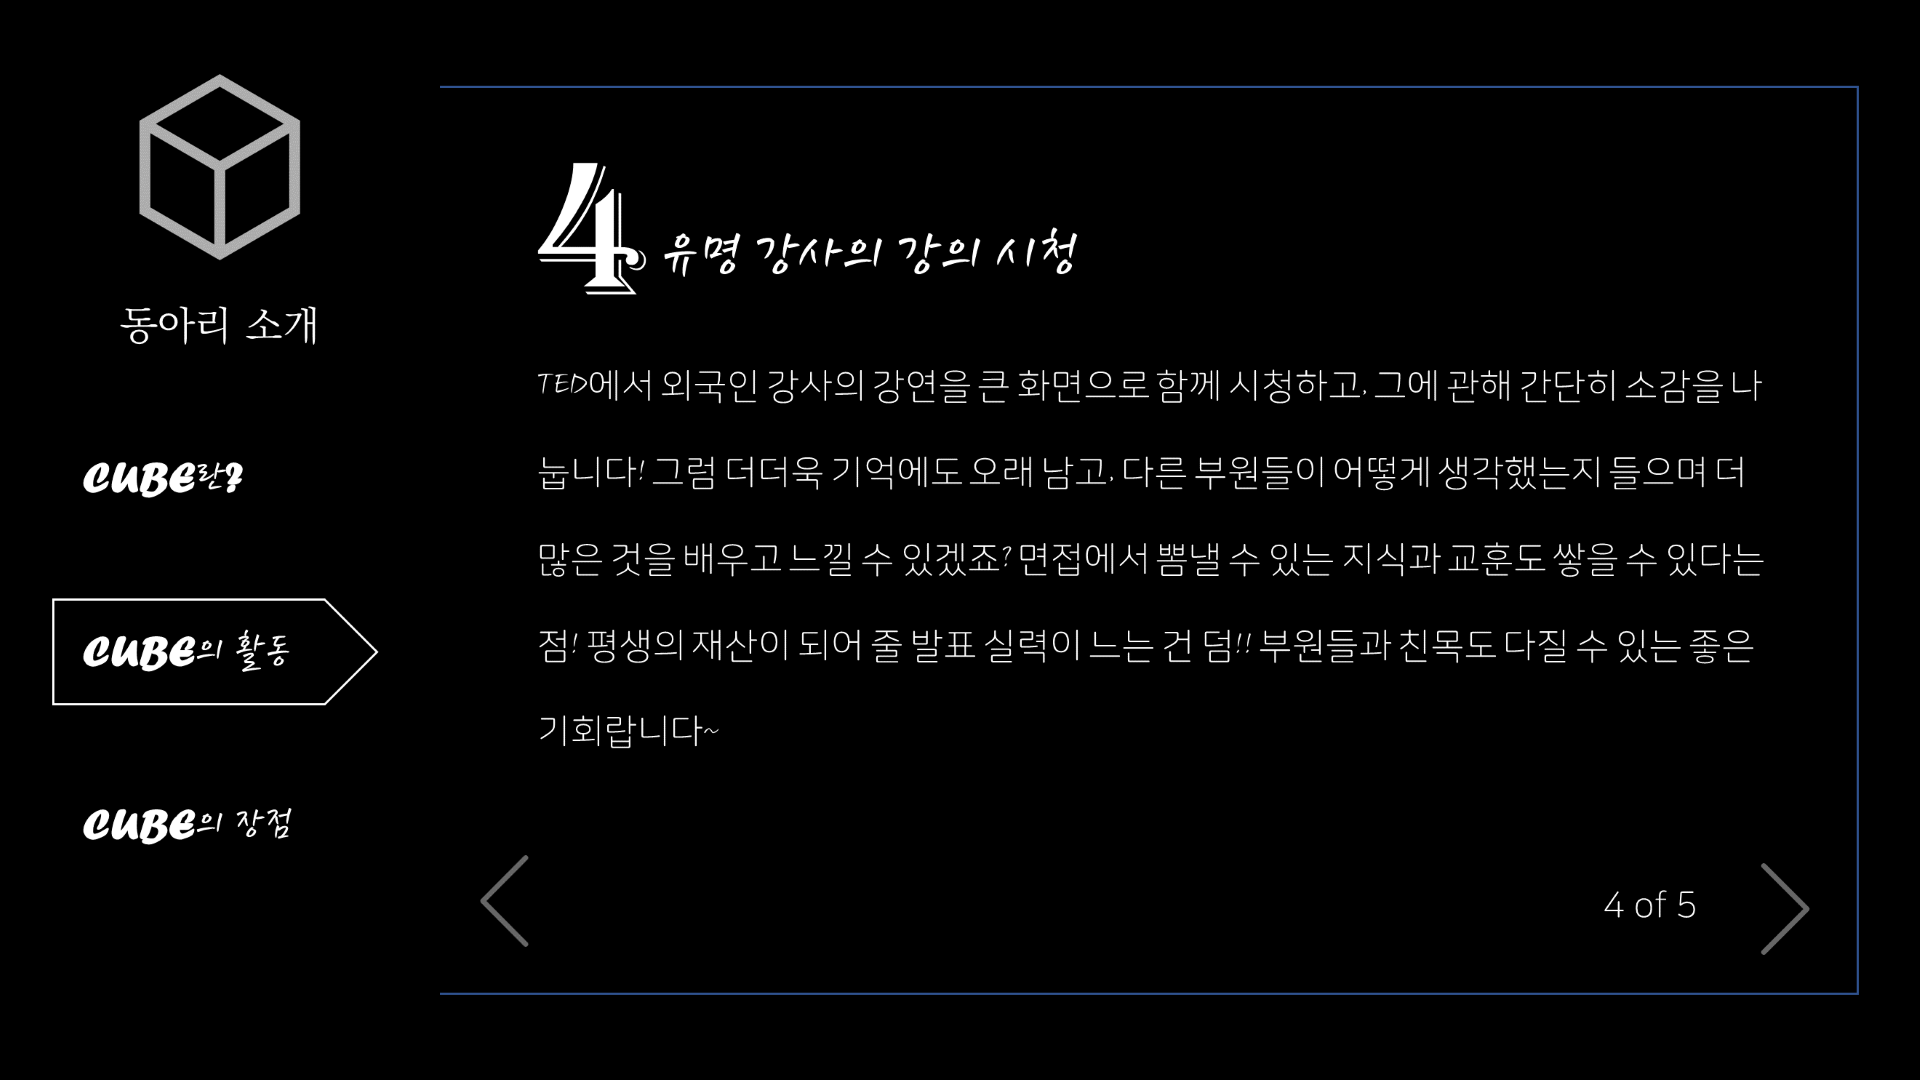 동아리 소개
CUBE란?
CUBE의 활동
CUBE의 장점
4 유명 강사의 강의 시청
TED에서 외국인 강사의 강연을 큰 화면으로 함께 시청하고, 그에 관해 간단히 소감을 나
눕니다! 그럼 더더욱 기억에도 오래 남고, 다른 부원들이 어떻게 생각했는지 들으며 더
많은 것을 배우고 느낄 수 있겠죠? 면접에서 뽐낼 수 있는 지식과 교훈도 쌓을 수 있다는
점! 평생의 재산이 되어 줄 발표 실력이 느는 건 덤!! 부원들과 친목도 다질 수 있는 좋은
기회랍니다~
4 of 5